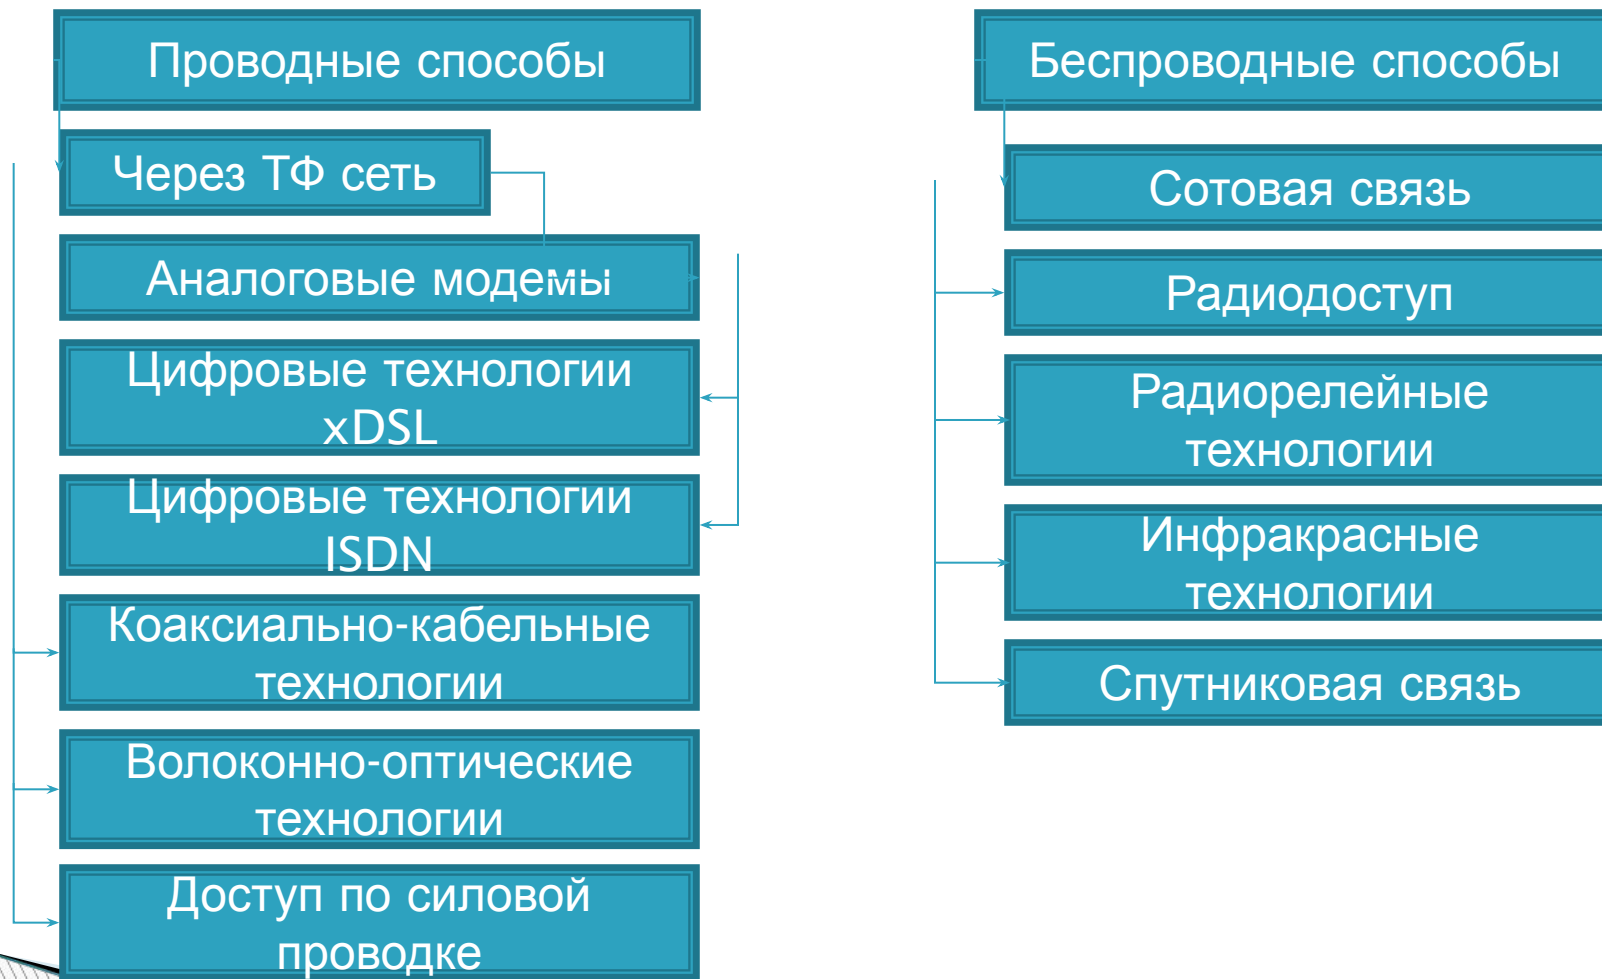 Проводные способы
Через ТФ сеть
Аналоговые модемы
Цифровые технологии
xDSL
Цифровые технологии
ISDN
Коаксиально-кабельные
технологии
Волоконно-оптические
технологии
Доступ по силовой
проводке
Беспроводные способы
Сотовая связь
Радиодоступ
Радиорелейные
технологии
Инфракрасные
технологии
Спутниковая связь